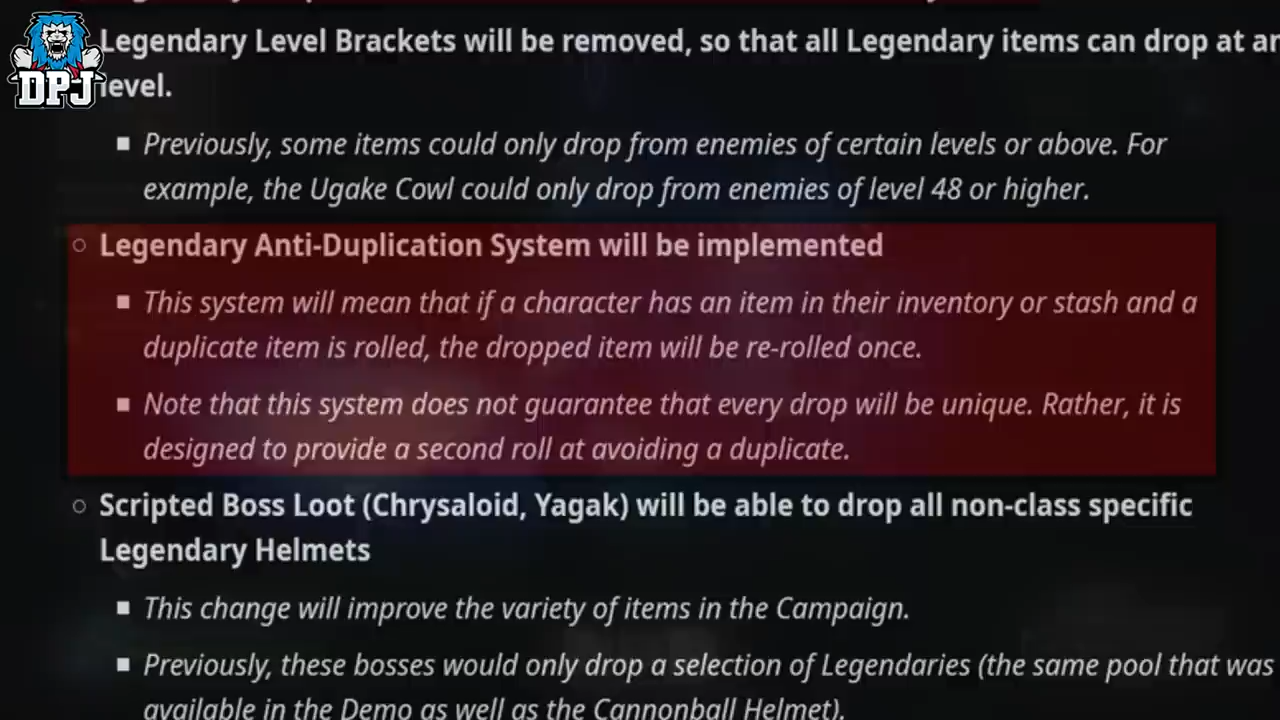 DPJ
Legendary Level Brackets will be removed, so that all Legendary items can drop at
level.
Previously, some items could only drop from enemies of certain levels or above. For
example, the Ugake Cowl could only drop from enemies of level 48 or higher.
Legendary Anti-Duplication System will be implemented
This system will mean that if a character has an item in their inventory or stash and a
duplicate item is rolled, the dropped item will be re-rolled once.
Note that this system does not guarantee that every drop will be unique. Rather, it is
designed to provide a second roll at avoiding a duplicate.
Scripted Boss Loot (Chrysaloid, Yagak) will be able to drop all non-class specific
Legendary Helmets
This change will improve the variety of items in the Campaign.
Previously, these bosses would only drop a selection of Legendaries (the same pool that was
available in the Demo as well as the Cannonball Helmet).